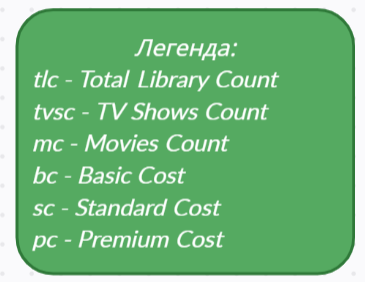 Легенда:
tlc - Total Library Count
tvsc - TV Shows Count
mc - Movies Count
bc - Basic Cost
sc - Standard Cost
pc - Premium Cost